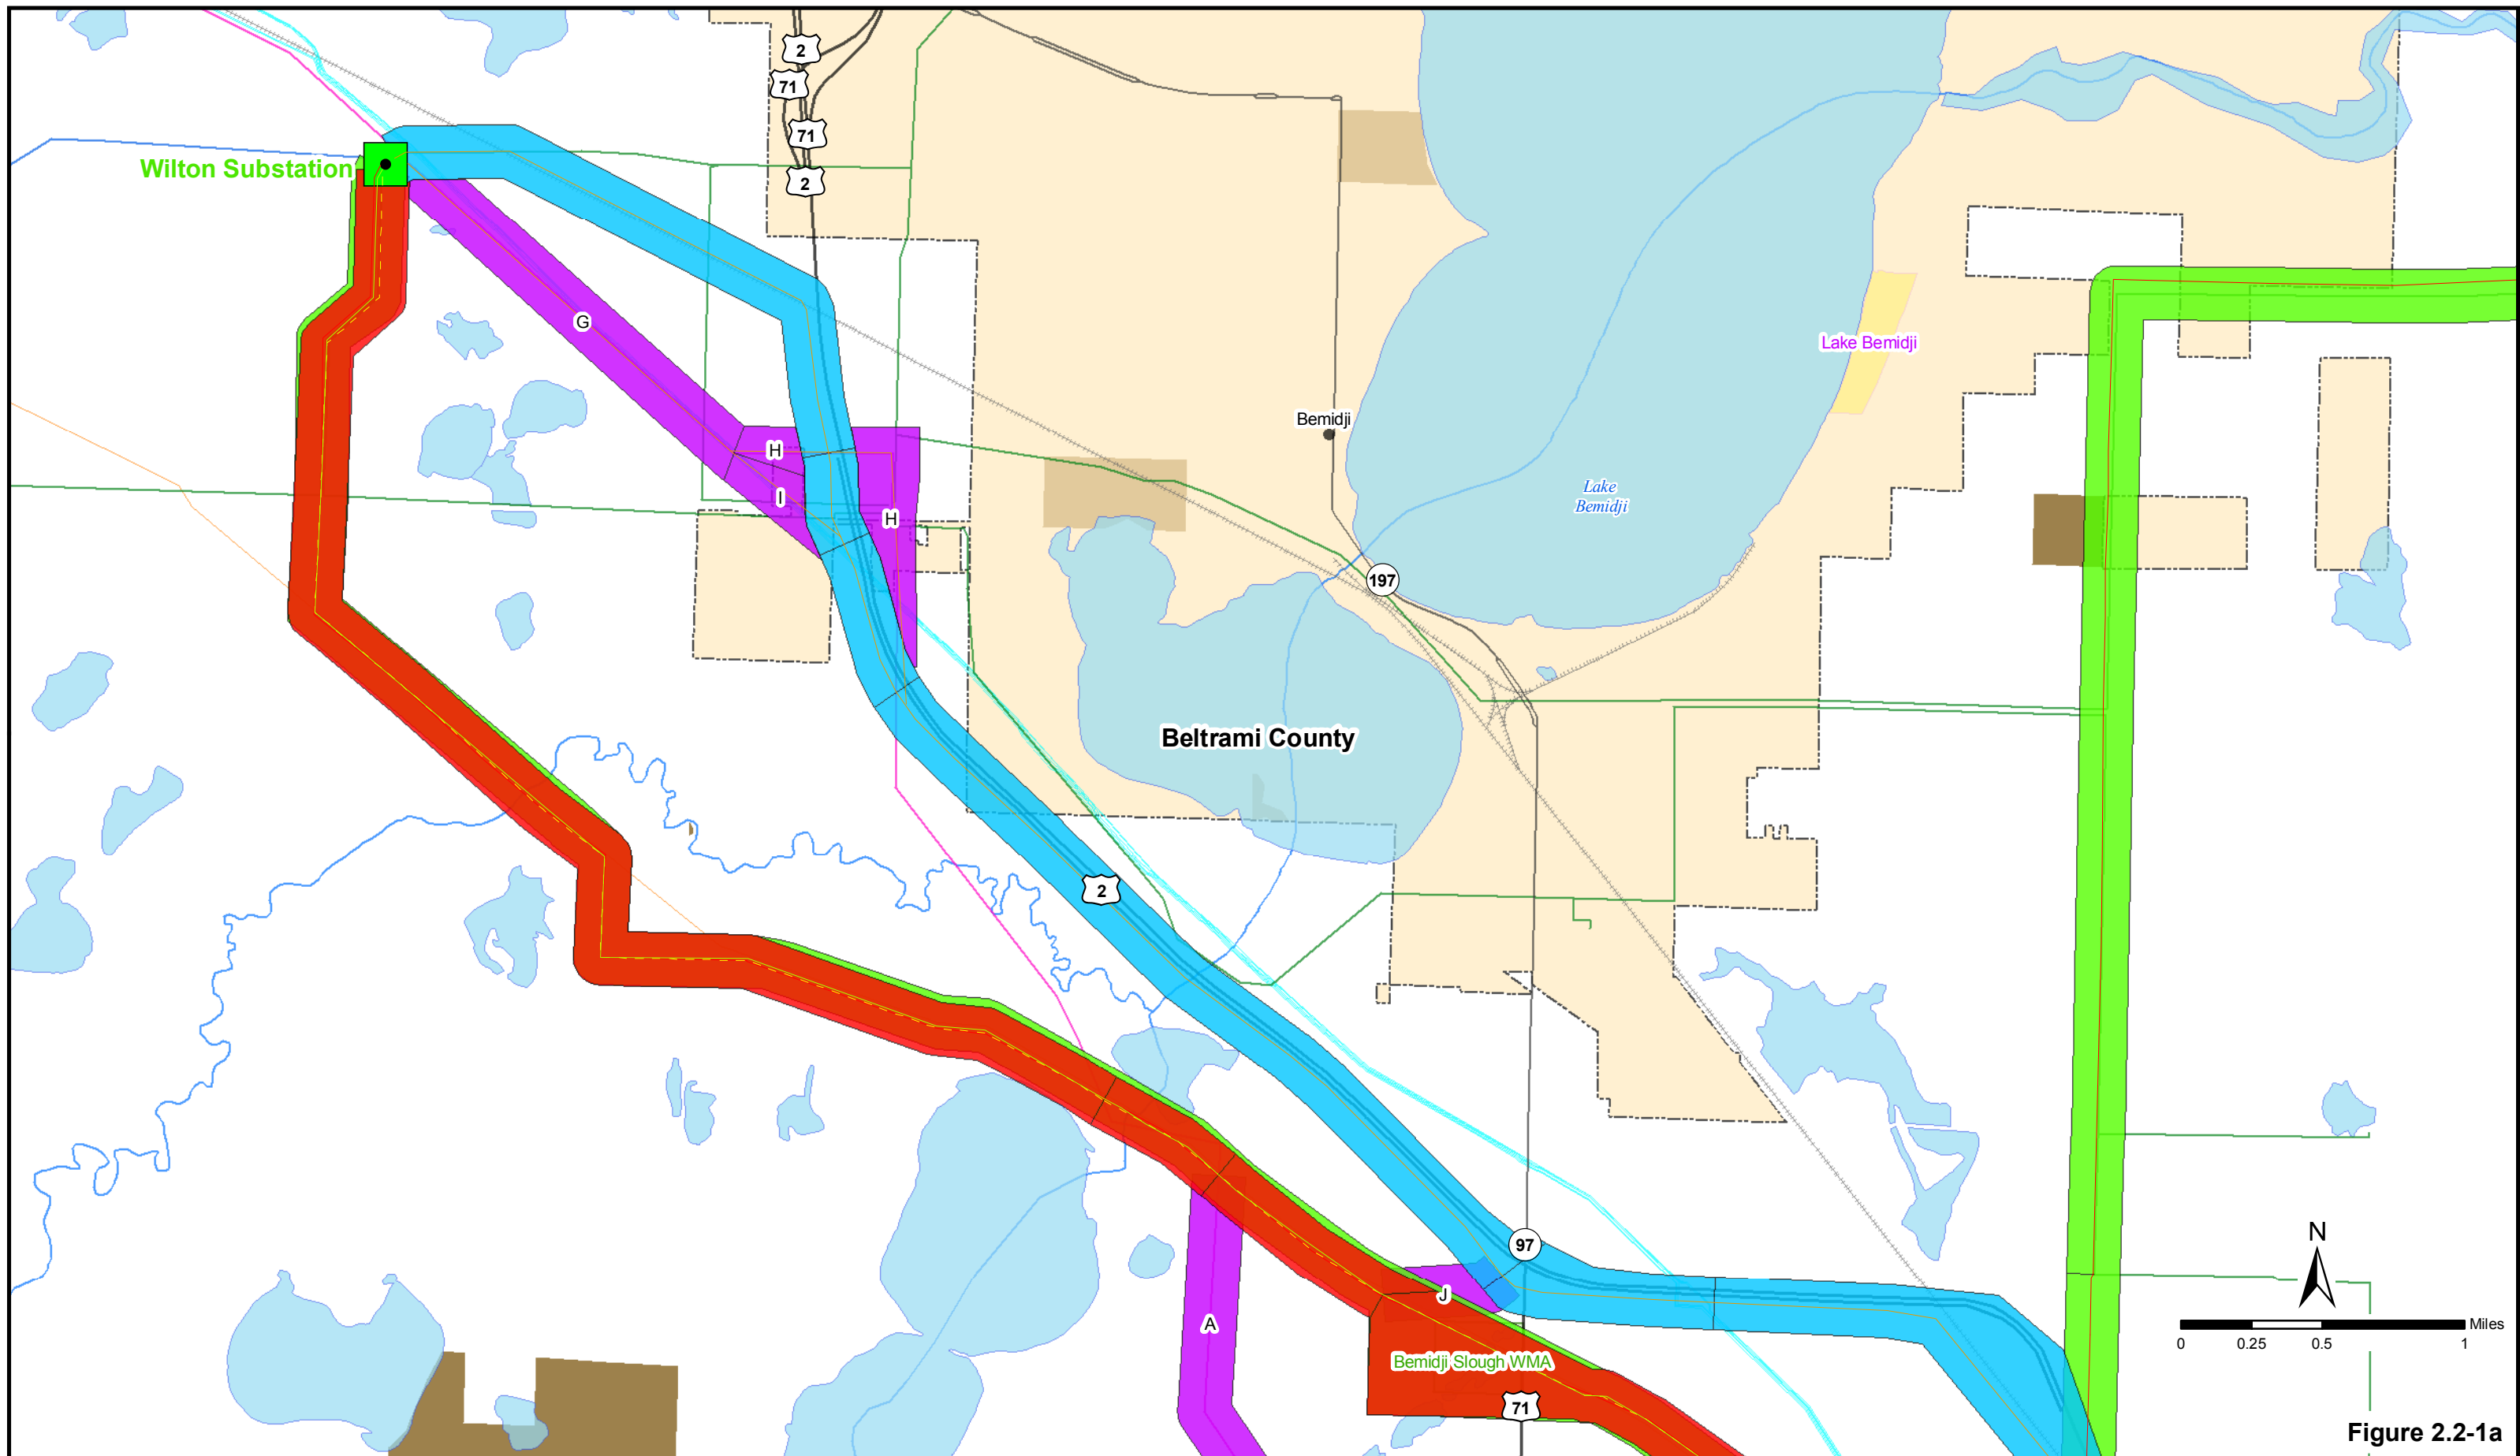 2
71
71
2
Wilton Substation
G
Lake Bemidji
Bemidji
H
I
Lake
Bemidji
H
197
Beltrami County
2
N
97
J
A
Miles
0
0.25
0.5
1
Bemidji Slough WMA
71
Figure 2.2-1a